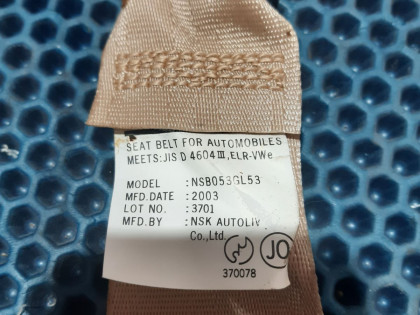 SEAT BELT FOR AUTOMOBILES
MEETS:JIS D 4604 III,ELR-VWe
MODEL :NSB053GL53
MFD.DATE :2003
LOT NO. :3701
MFD.BY :NSK AUTOLIV
Co.,Ltd.
JO
370078